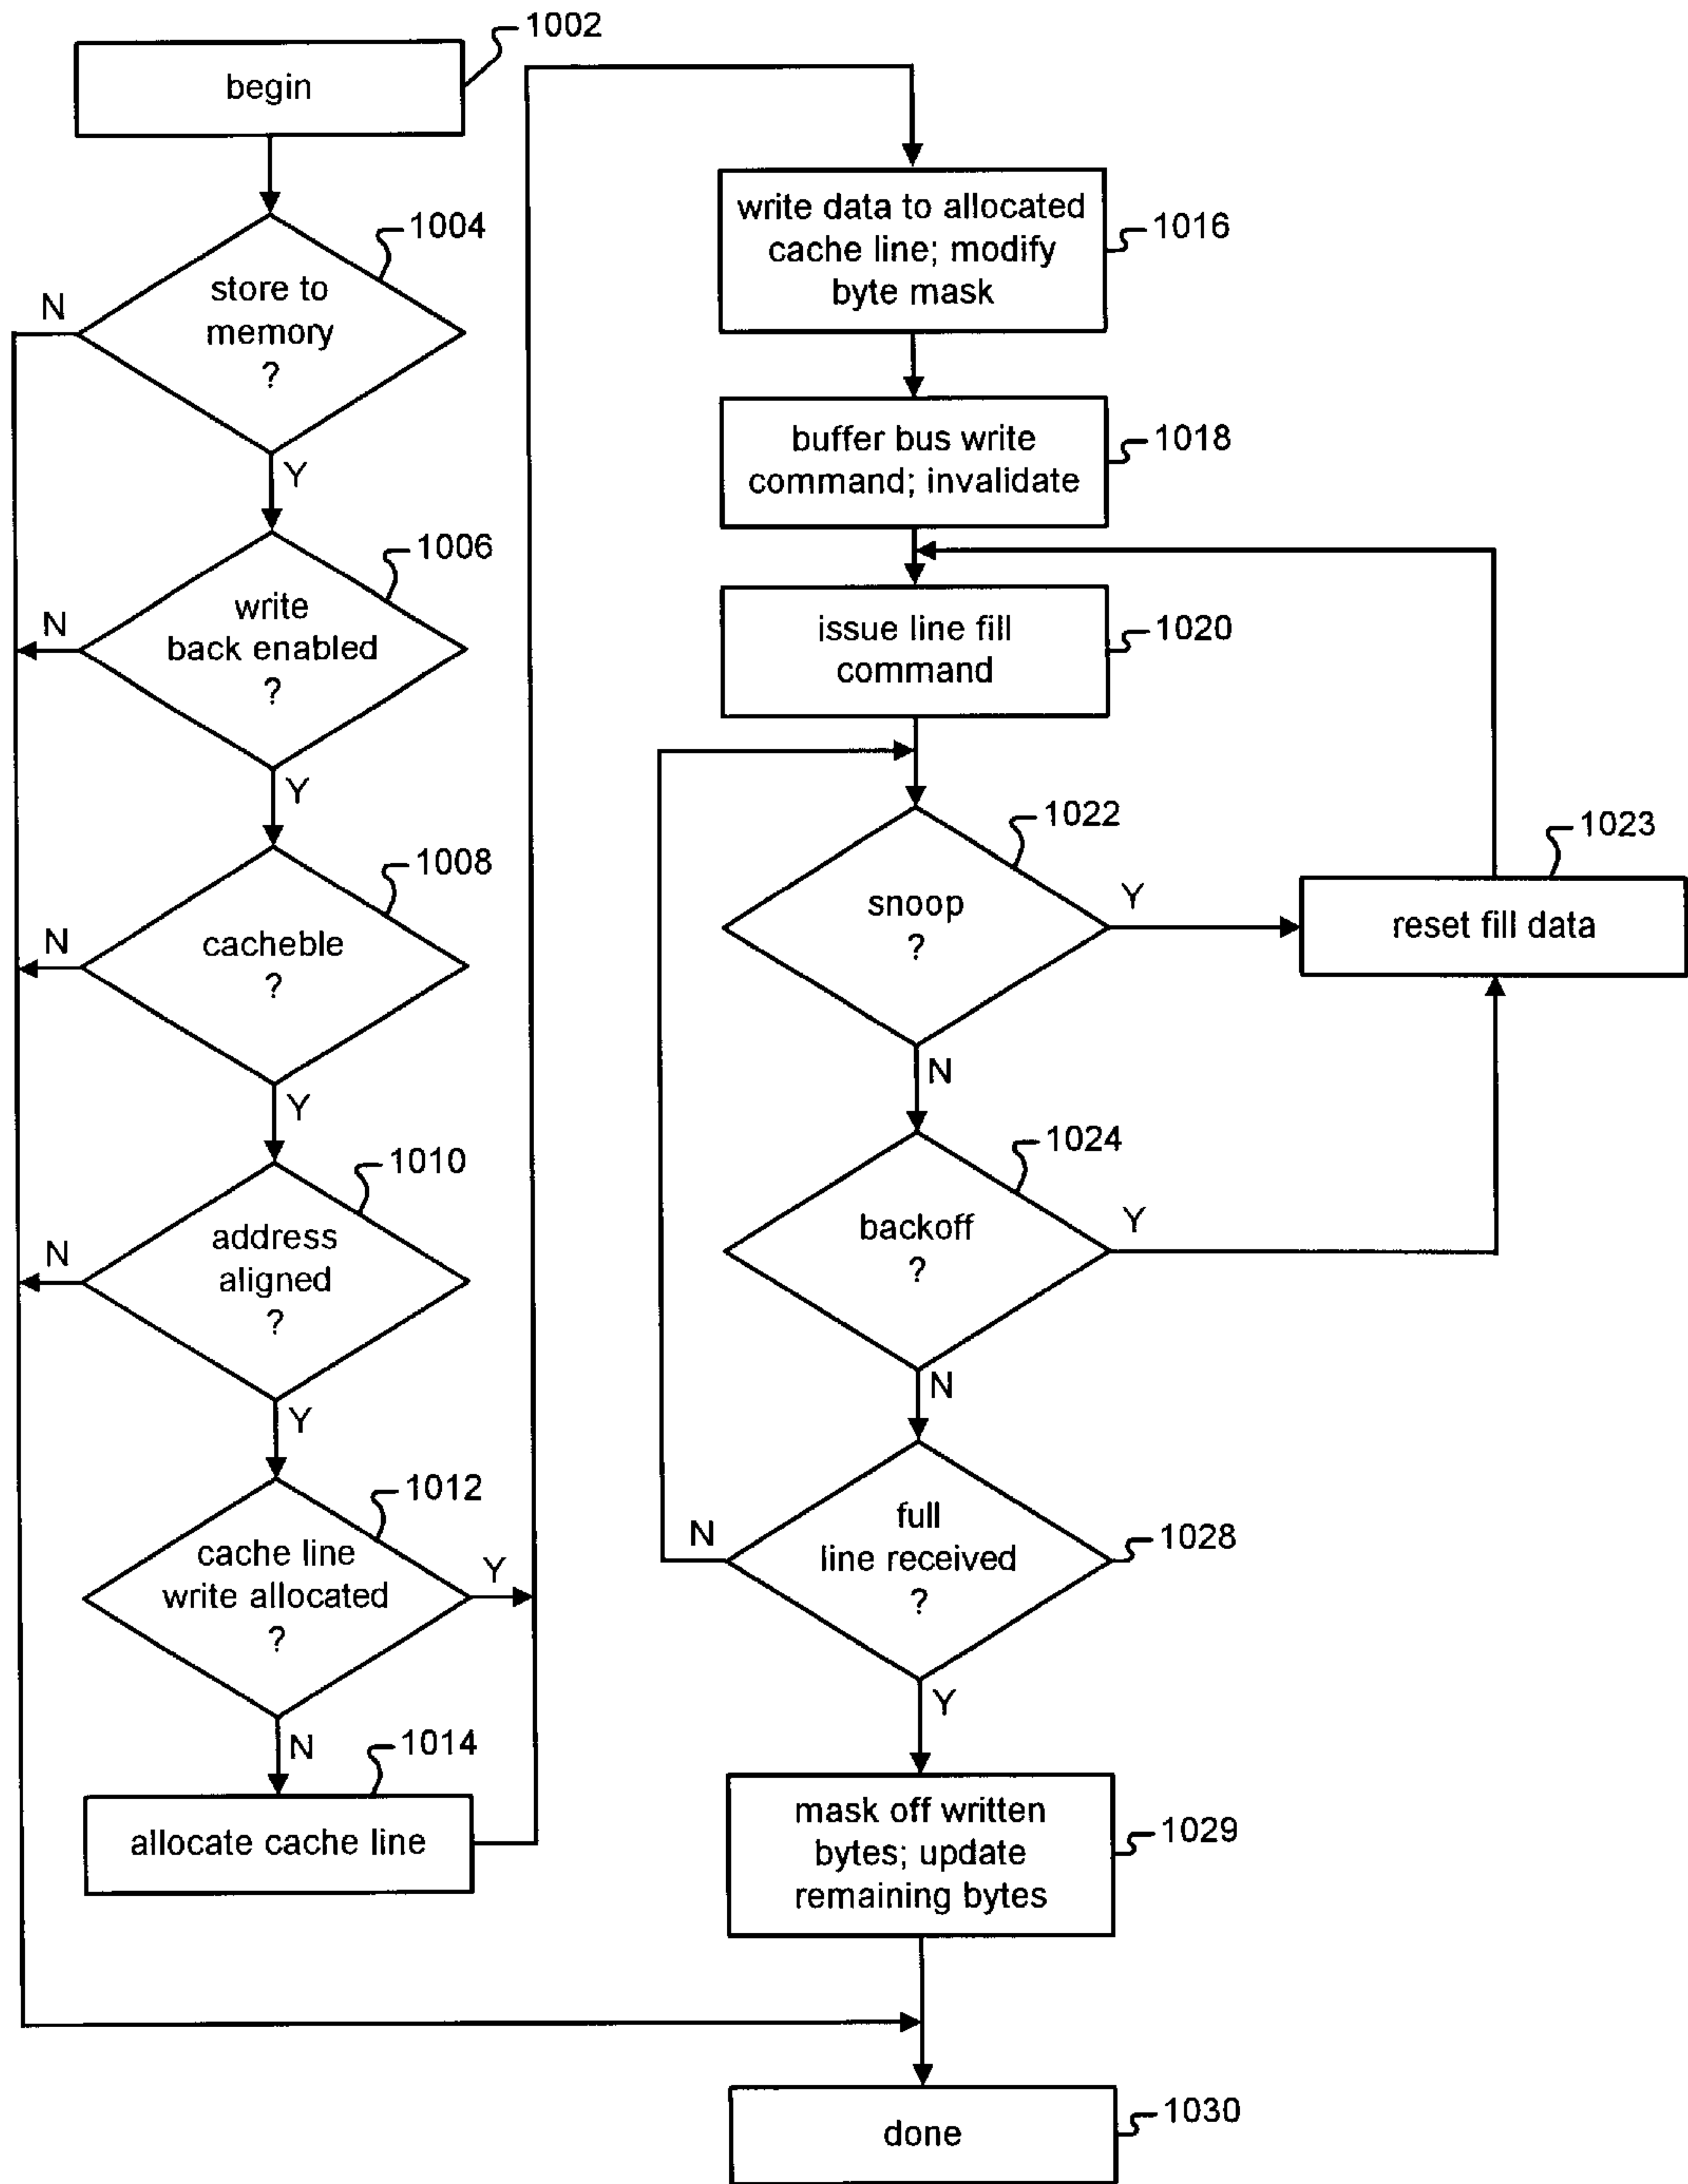 1002
begin
1004
store to
memory
?
N
Y
1006
write
back enabled
?
N
Y
1008
cacheble
?
N
Y
1010
address
aligned
?
N
Y
1012
cache line
write allocated
?
Y
N
1014
allocate cache line
write data to allocated
cache line; modify
byte mask
1016
buffer bus write
command; invalidate
1018
issue line fill
command
1020
1022
snoop
?
Y
N
1023
reset fill data
1024
backoff
?
Y
N
full
line received
?
1028
N
Y
mask off written
bytes; update
remaining bytes
1029
done
1030